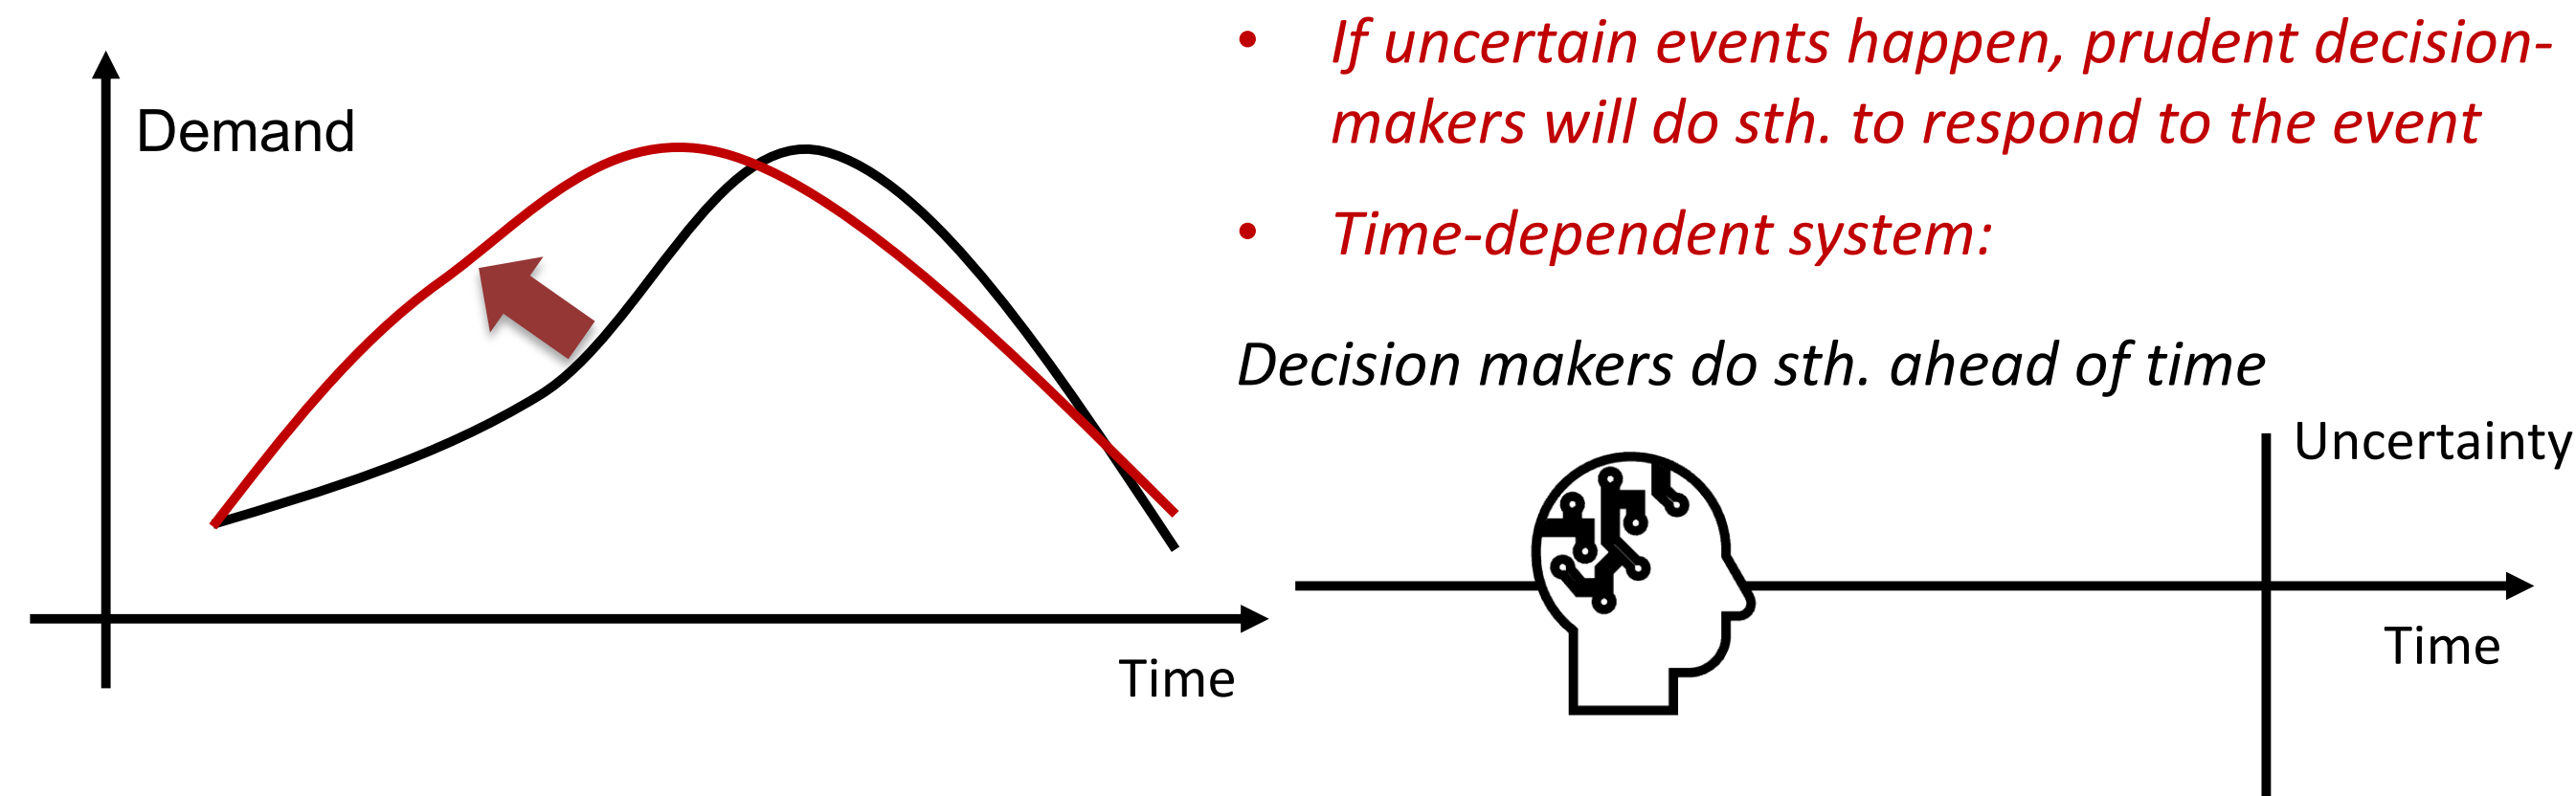 Demand
Time
• If uncertain events happen, prudent decision-
makers will do sth. to respond to the event
• Time-dependent system:
Decision makers do sth. ahead of time
Uncertainty
Time